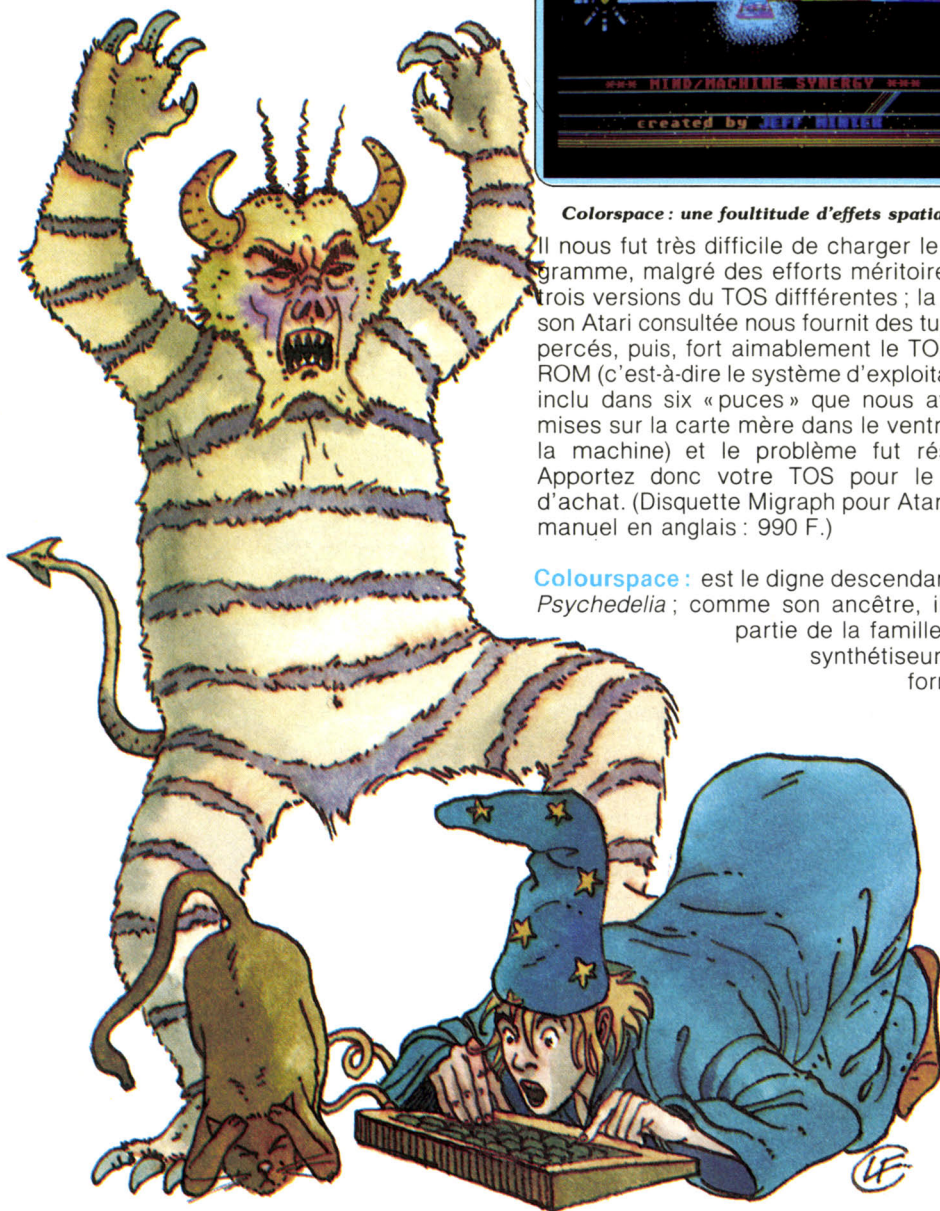 *** MIND/MACHINE SYNERGY ***
created by JEFF MINTER
Colorspace : une foultitude d'effets spatia
Il nous fut très difficile de charger le
gramme, malgré des efforts méritoire
trois versions du TOS diffférentes ; la
son Atari consultée nous fournit des tu
percés, puis, fort aimablement le TO
ROM (c'est-à-dire le système d'exploita
inclu dans six « puces » que nous a
mises sur la carte mère dans le ventr
la machine) et le problème fut ré
Apportez donc votre TOS pour le
d'achat. (Disquette Migraph pour Atar
manuel en anglais : 990 F.)
Colourspace : est le digne descendan
Psychedelia ; comme son ancêtre, i
partie de la famille
synthétiseur
for
LF